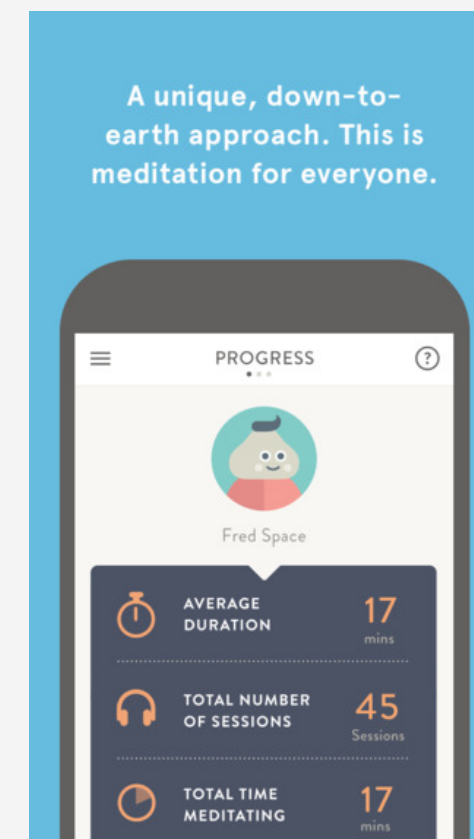 A unique, down-to-
earth approach. This is
meditation for everyone.
PROGRESS
?
Fred Space
AVERAGE
DURATION
17
mins
TOTAL NUMBER
OF SESSIONS
45
Sessions
TOTAL TIME
MEDITATING
17
mins